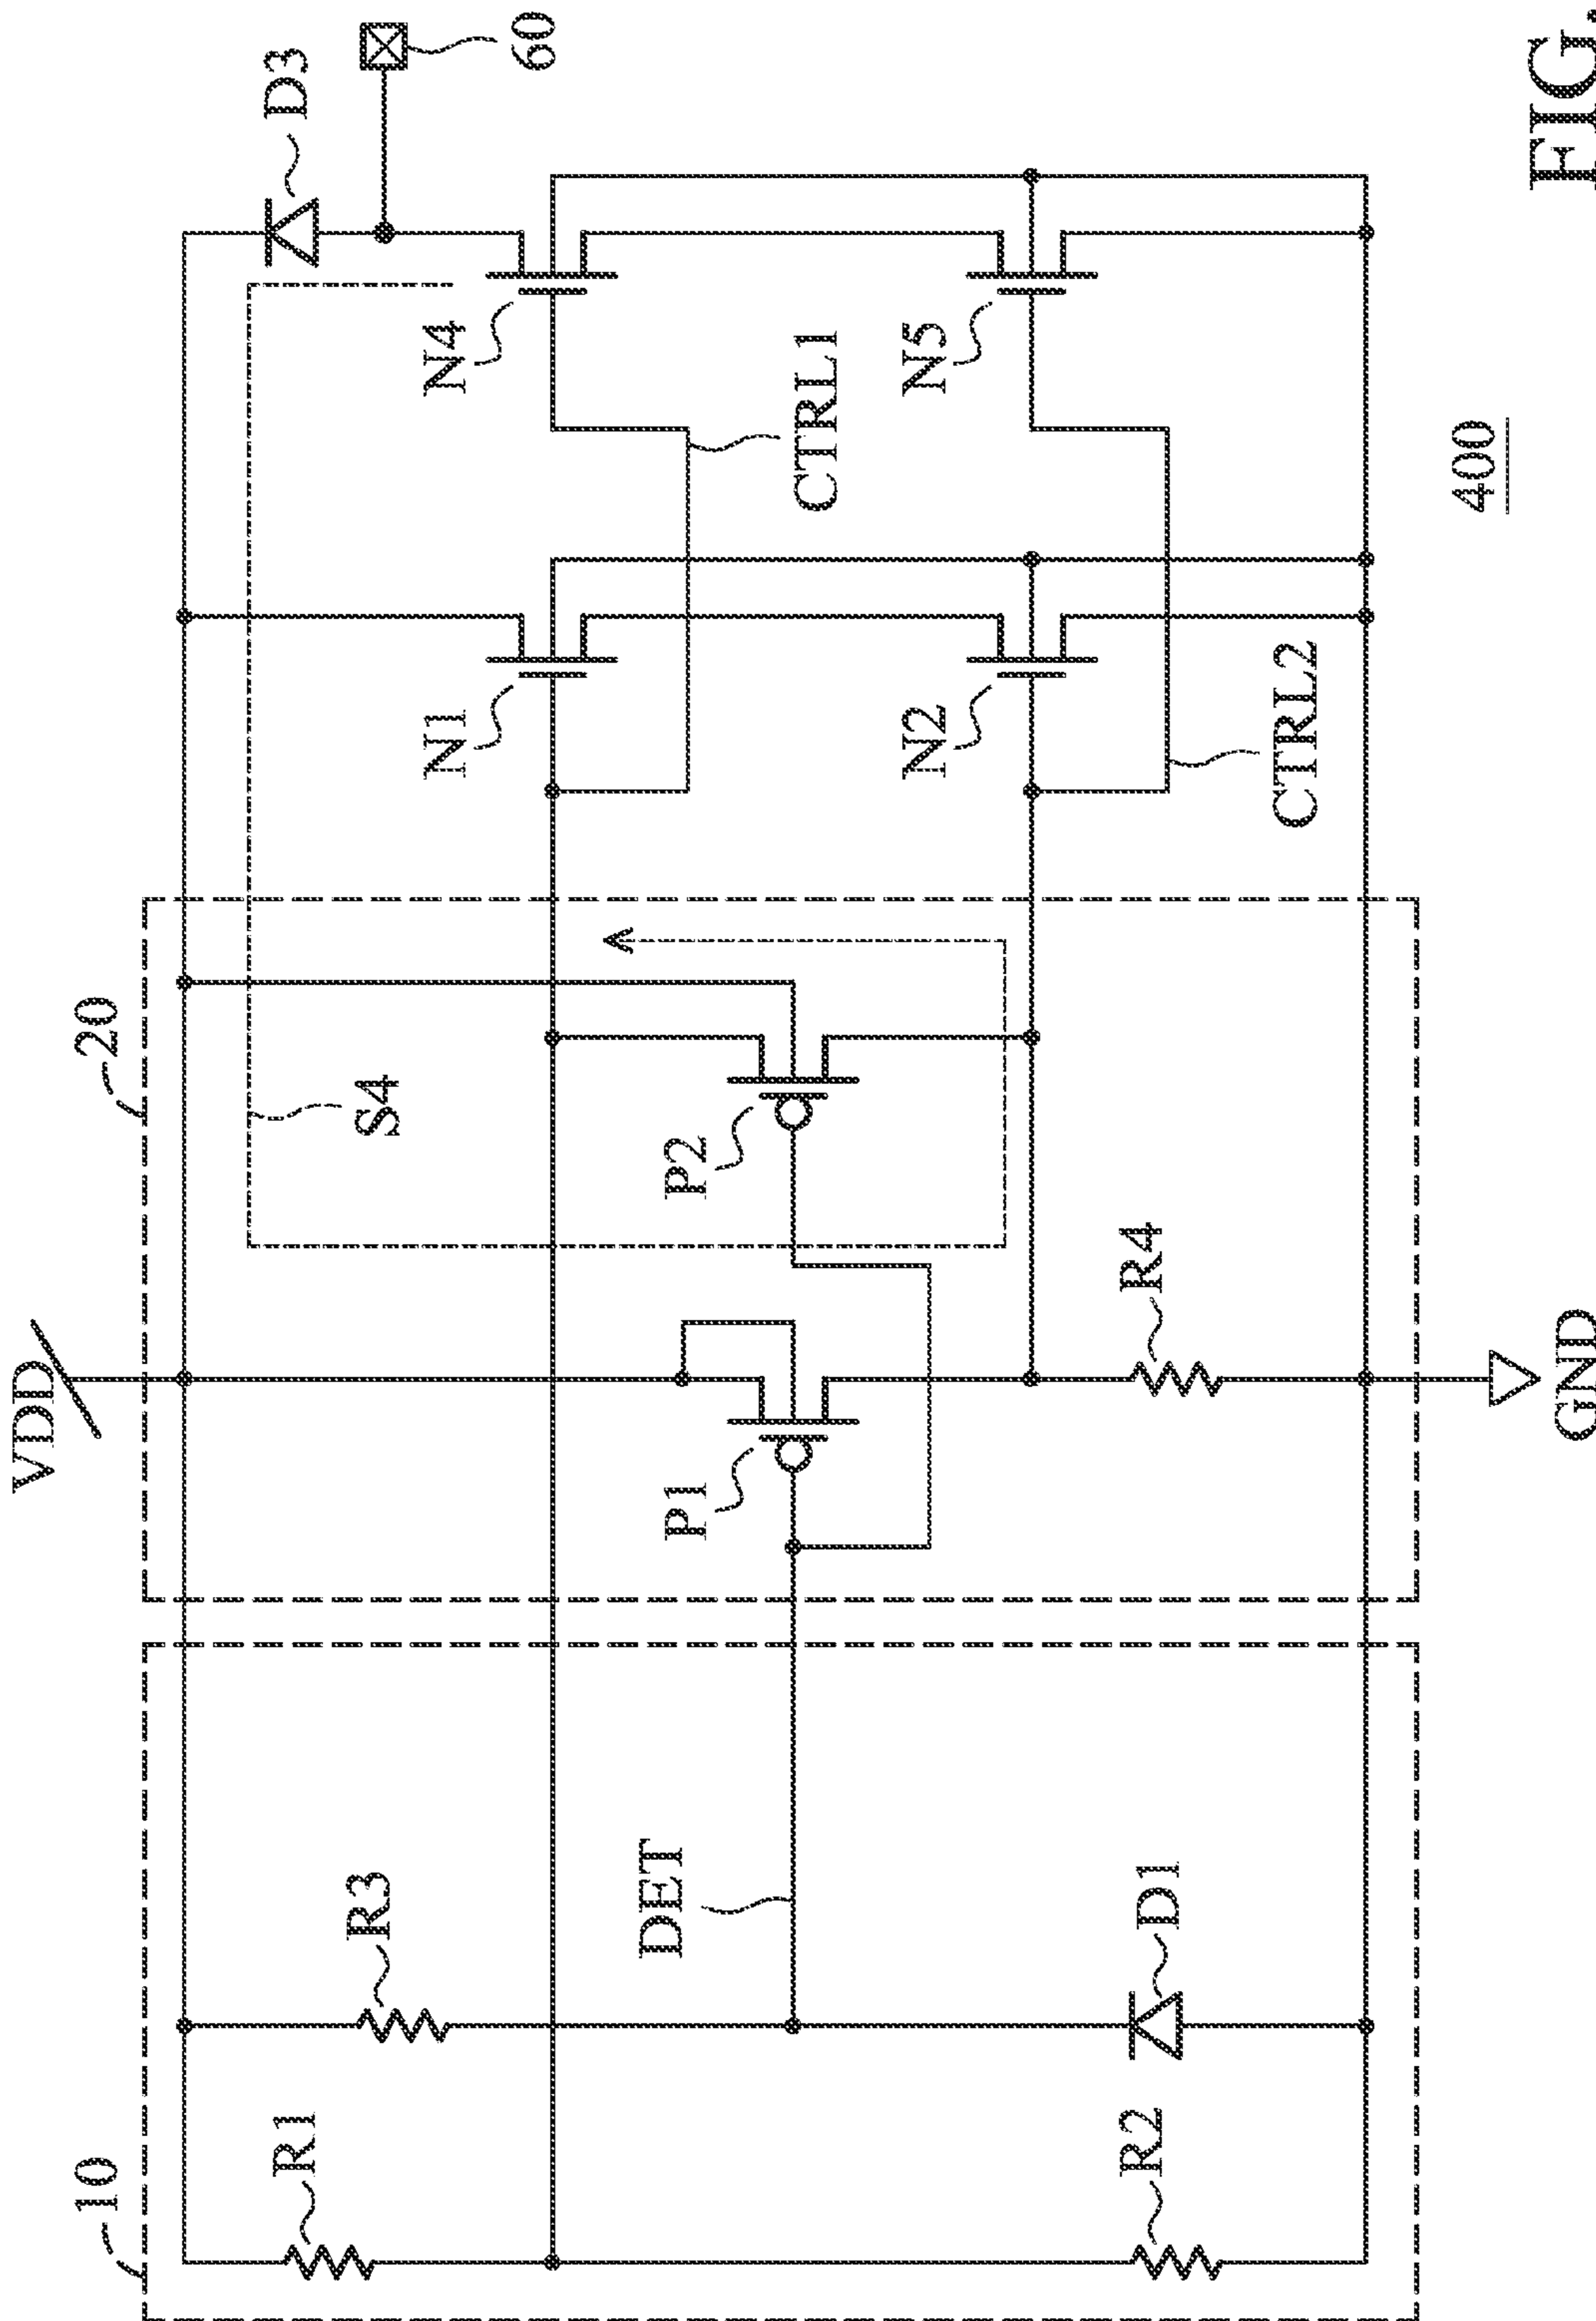 VDD
10
20
R1
R3
S4
D3
60
N1
N4
DET
P1
P2
CTRL1
N2
N5
R2
D1
R4
CTRL2
GND
400
FIG.